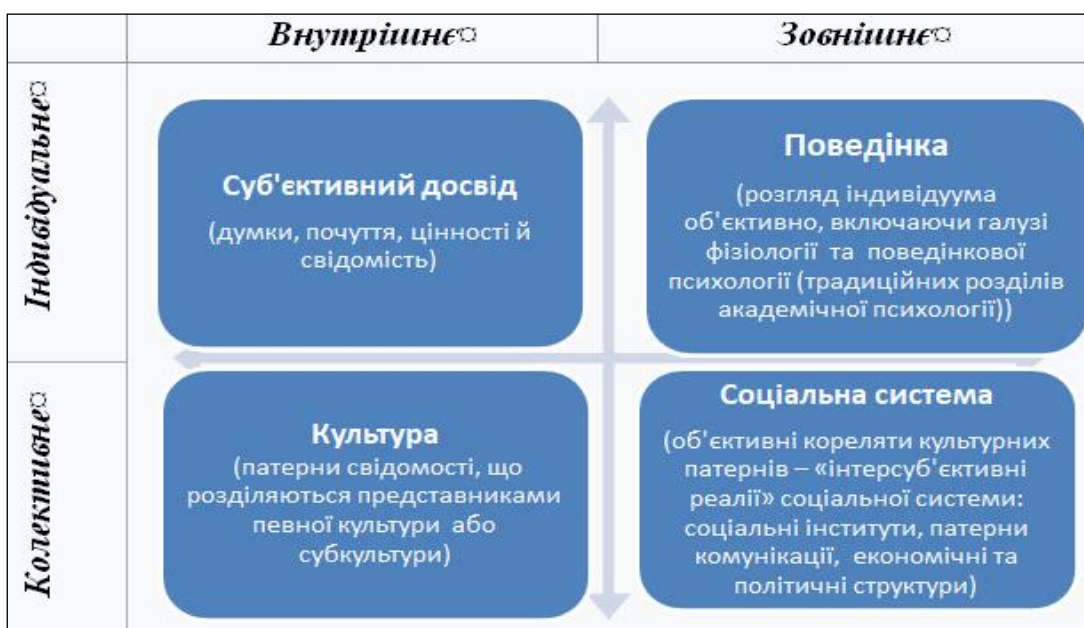 Внутрішнє¤
Зовнішнє¤
Індивідуальне¤
Суб'єктивний досвід
(думки, почуття, цінності й
свідомість)
Поведінка
(розгляд індивідуума
об'єктивно, включаючи галузі
фізіології та поведінкової
психології (традиційних розділів
академічної психології))
Колективне¤
Культура
(патерни свідомості, що
розділяються представниками
певної культури або
субкультури)
Соціальна система
(об'єктивні кореляти культурних
патернів – «інтерсуб'єктивні
реалії» соціальної системи:
соціальні інститути, патерни
комунікації, економічні та
політичні структури)